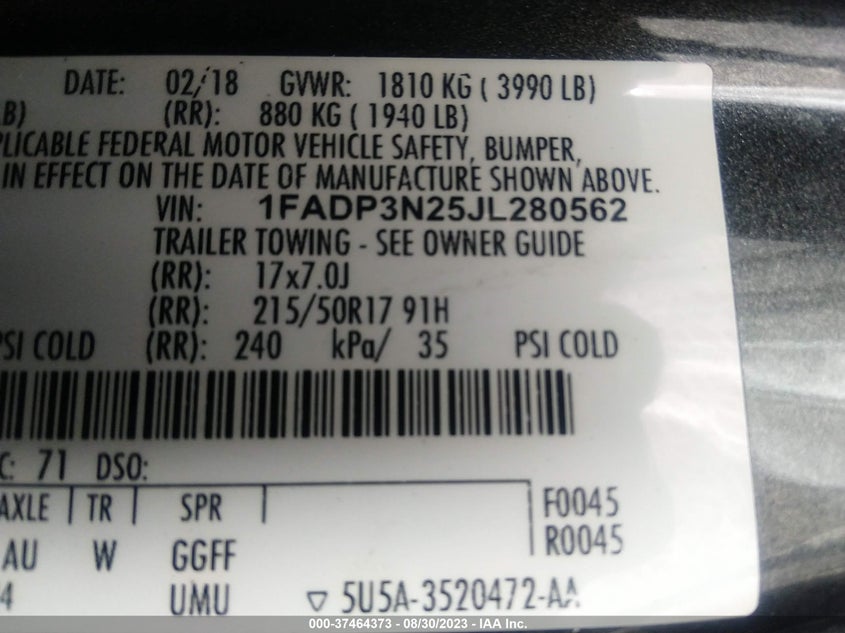 DATE: 02/18 GVWR: 1810 KG ( 3990 LB)
B) (RR): 880 KG ( 1940 LB)
PLICABLE FEDERAL MOTOR VEHICLE SAFETY, BUMPER,
IN EFFECT ON THE DATE OF MANUFACTURE SHOWN ABOVE.
VIN: 1FADP3N25JL280562
TRAILER TOWING - SEE OWNER GUIDE
(RR): 17x7.0J
(RR): 215/50R17 91H
PSI COLD (RR): 240 kPa/ 35 PSI COLD
C: 71 DSO:
AXLE TR SPR F0045
AU W GGFF R0045
4 UMU ▽ 5U5A-3520472-AA
000-37464373 - 08/30/2023 - IAA Inc.